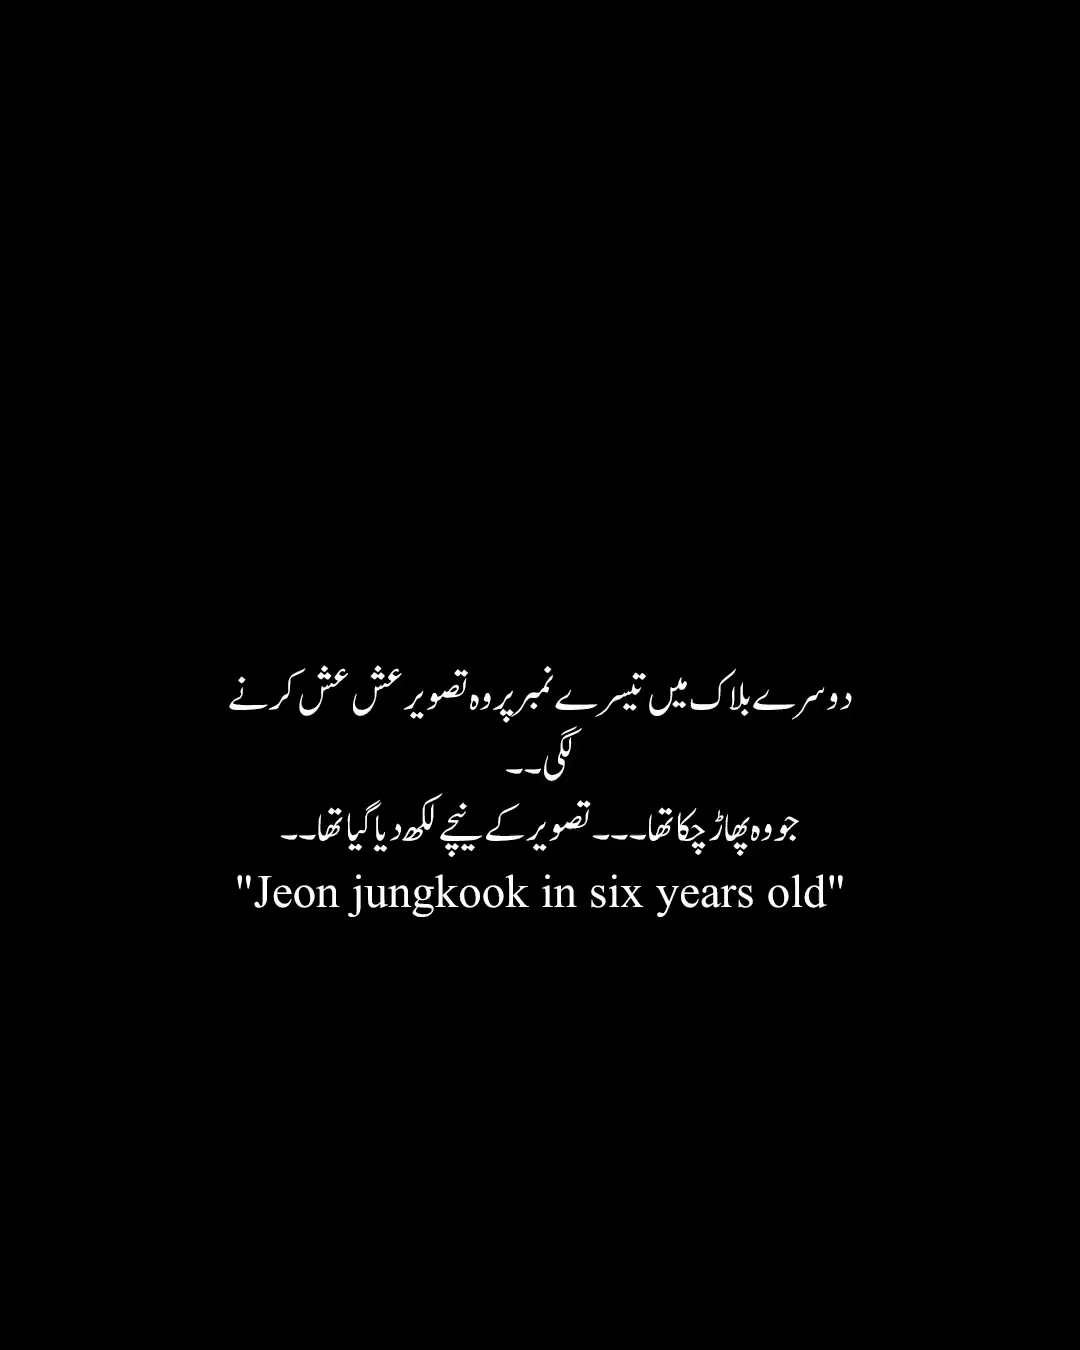 دوسرے بلاک میں تیسرے نمبر پر وہ تصویر عش عش کرنے
لگی۔۔
جو وہ پھاڑ چکا تھا۔۔۔ تصویر کے نیچے لکھ دیا گیا تھا۔۔
"Jeon jungkook in six years old"